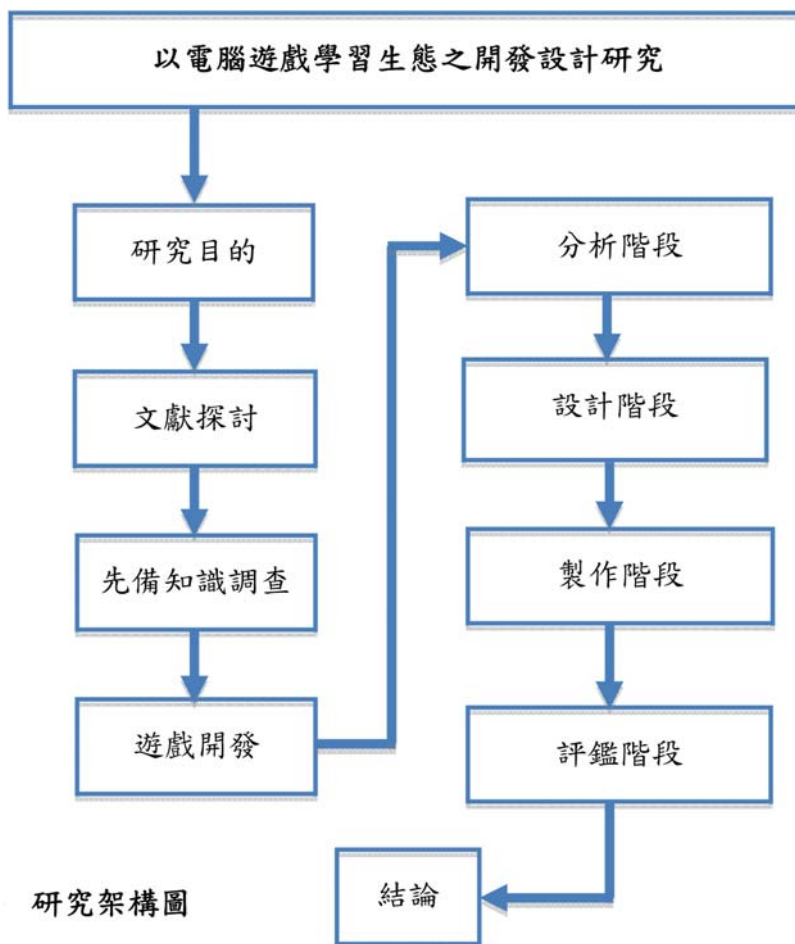 以電腦遊戲學習生態之開發設計研究
研究目的
文獻探討
先備知識調查
遊戲開發
分析階段
設計階段
製作階段
評鑑階段
結論
研究架構圖